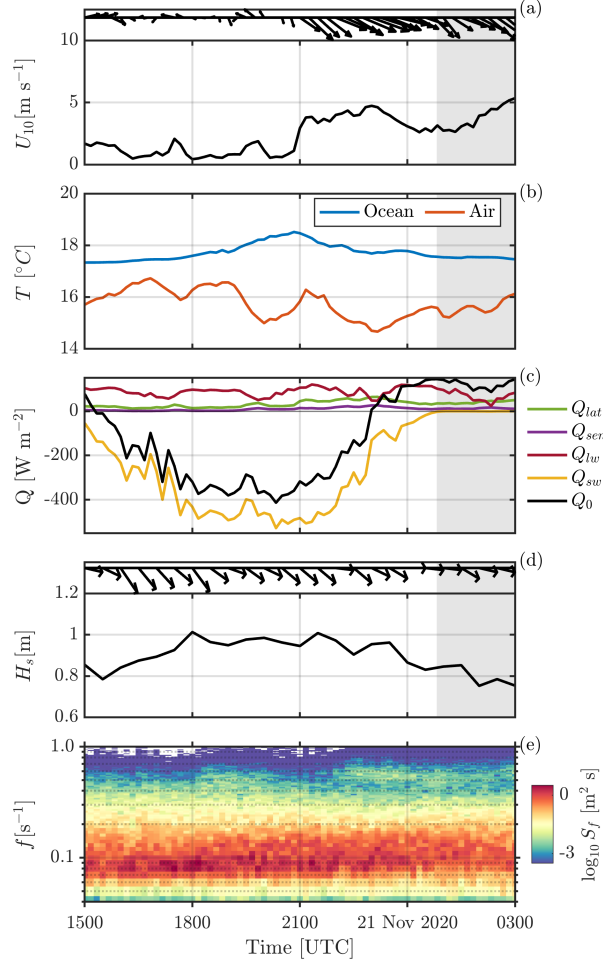 (a)
10
5
0
U10[m s−1]
(b)
20
18
16
14
T [°C]
Ocean
Air
(c)
0
-200
-400
Q [W m−2]
Qlat
Qsen
Qlw
Qsw
Q0
(d)
1.2
1
0.8
0.6
Hs[m]
(e)
1.0
0.1
f[s−1]
0
-3
log10 Sf [m2 s]
1500
1800
2100
21 Nov 2020
0300
Time [UTC]